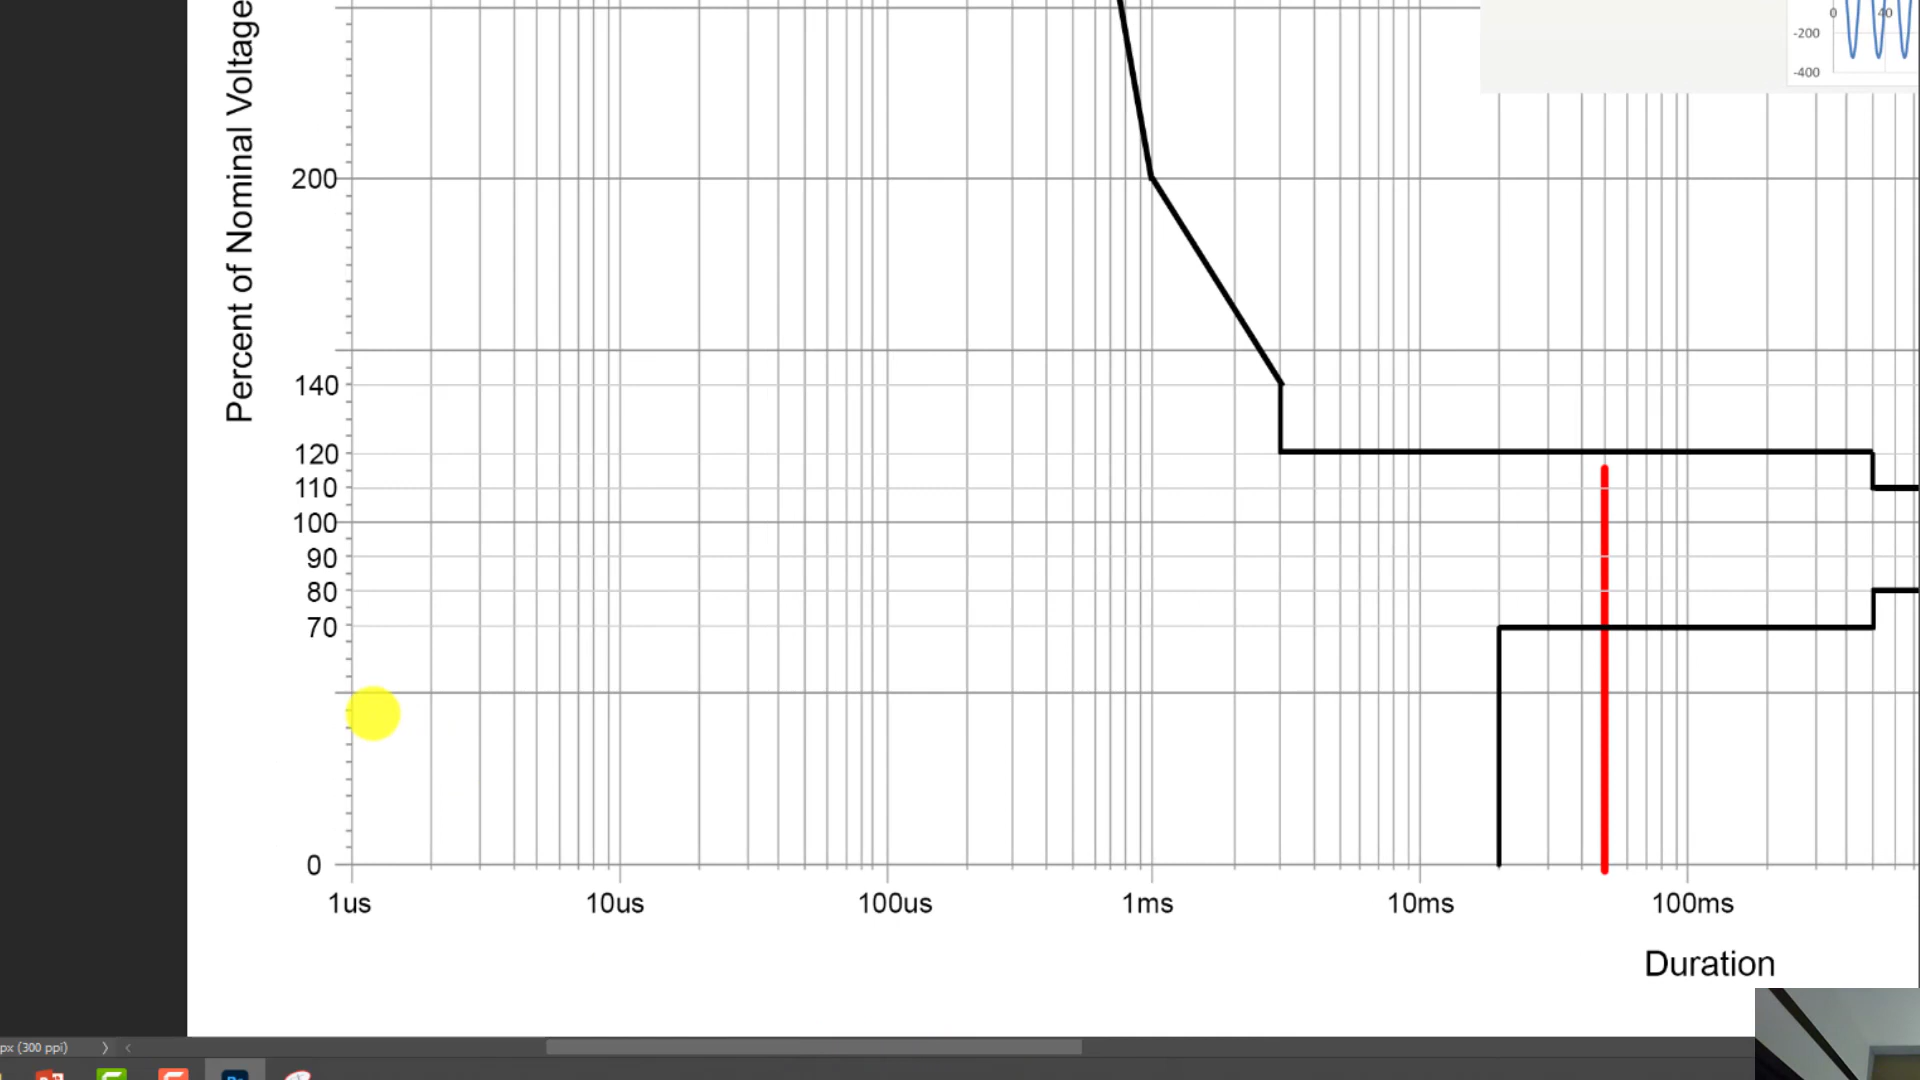 0
40
-200
-400
Percent of Nominal Voltage
200
140
120
110
100
90
80
70
0
1us
10us
100us
1ms
10ms
100ms
Duration
px (300 ppi)